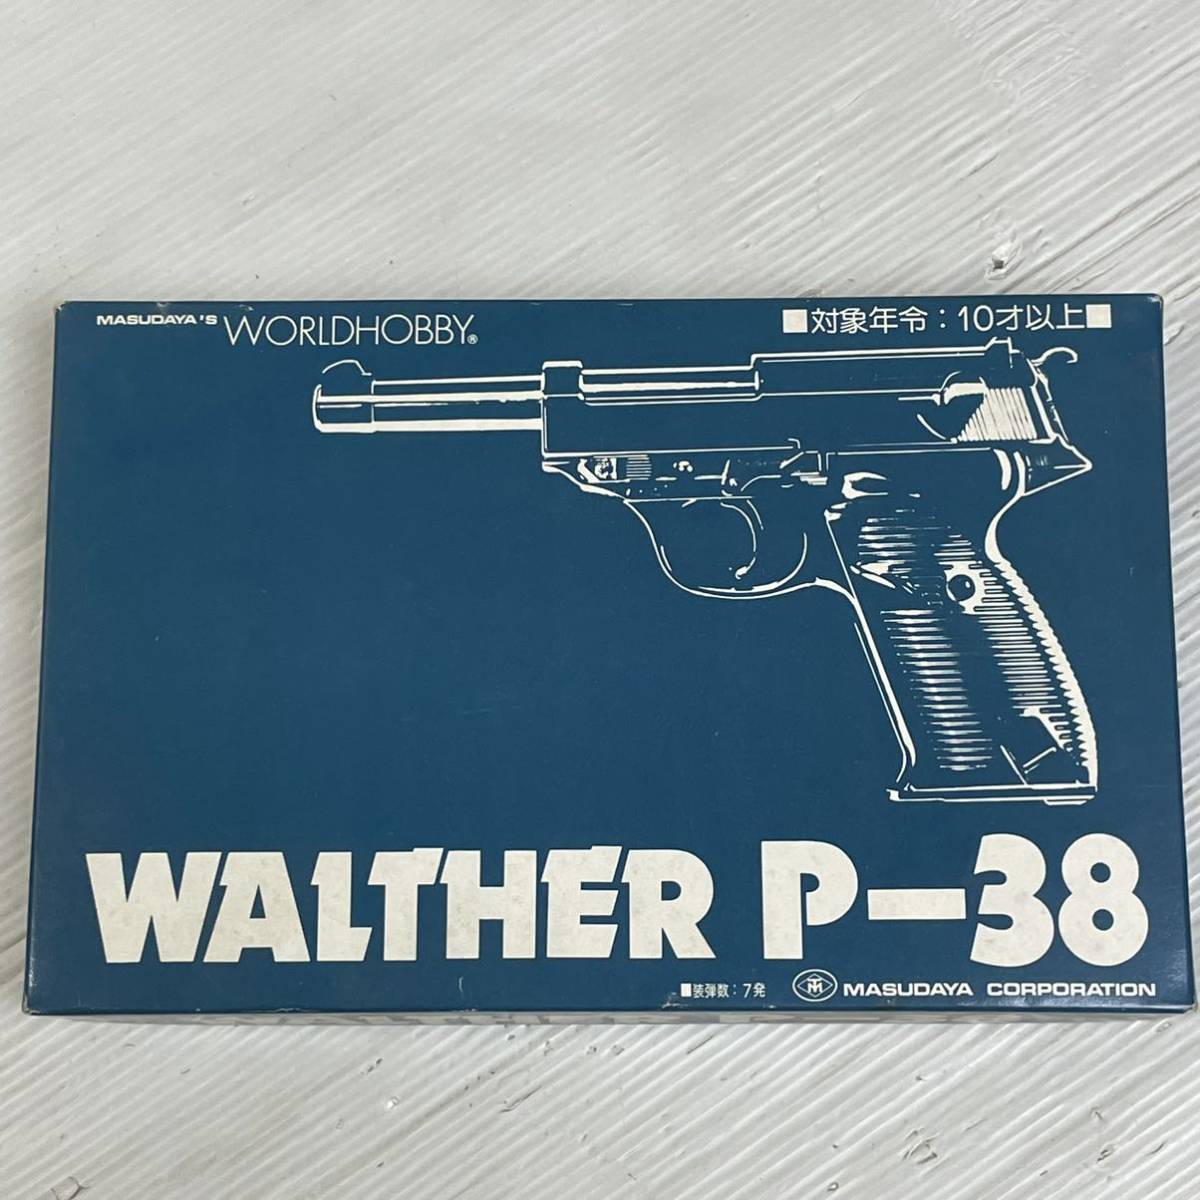 MASUDAYA'S WORLDHOBBY®
■対象年令：10才以上■
WALTHER P-38
■装弾数：7発
TM MASUDAYA CORPORATION